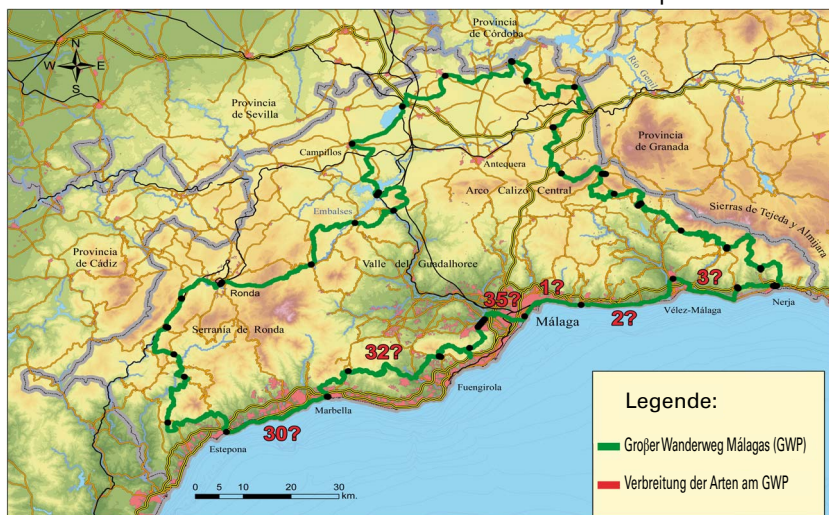 Provincia
de Córdoba
Río Genil
N
W E
S
Provincia
de Sevilla
Provincia
de Granada
Campillos
Antequera
Arco Calizo Central
Sierras de Tejeda y Almijara
Embalses
Provincia
de Cádiz
Valle del Guadalhorce
Ronda
35?
1?
3?
Nerja
2?
Vélez-Málaga
Málaga
Serranía de Ronda
32?
Fuengirola
Marbella
30?
Estepona
Legende:
Großer Wanderweg Málagas (GWP)
Verbreitung der Arten am GWP
0 5 10 20 30
km.